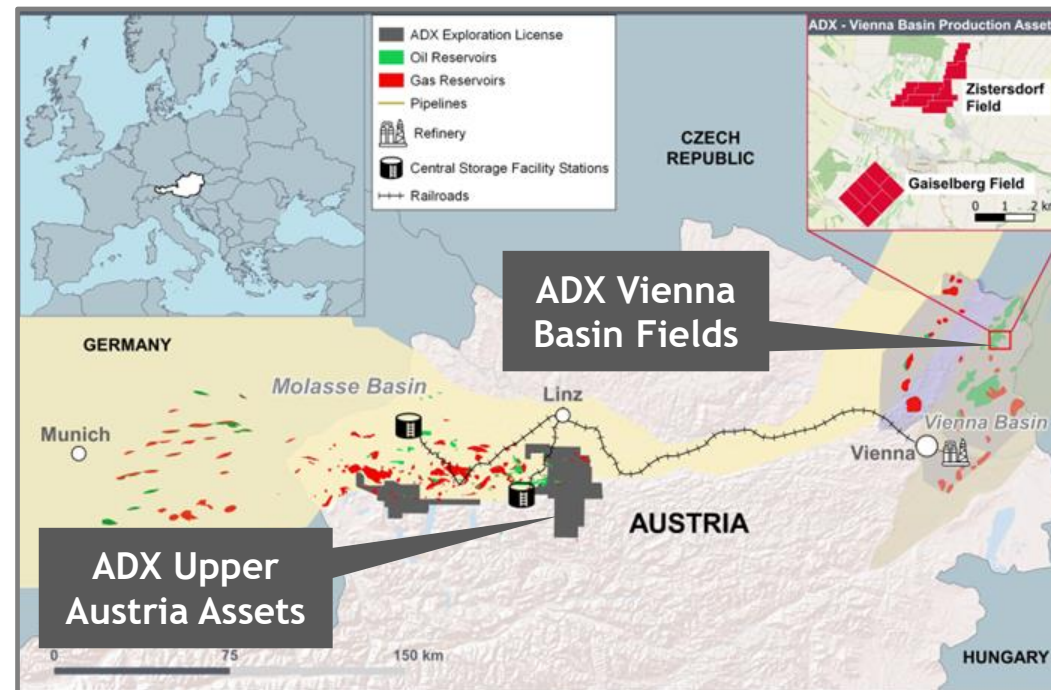 ADX Exploration License
Oil Reservoirs
Gas Reservoirs
Pipelines
Refinery
Central Storage Facility Stations
Railroads
ADX - Vienna Basin Production Asset
Zistersdorf
Field
Gaiselberg Field
0 1 2 k
CZECH
REPUBLIC
ADX Vienna
Basin Fields
GERMANY
Molasse Basin
Linz
Munich
Vienna Basin
Vienna
AUSTRIA
ADX Upper
Austria Assets
0 75 150 km
HUNGARY